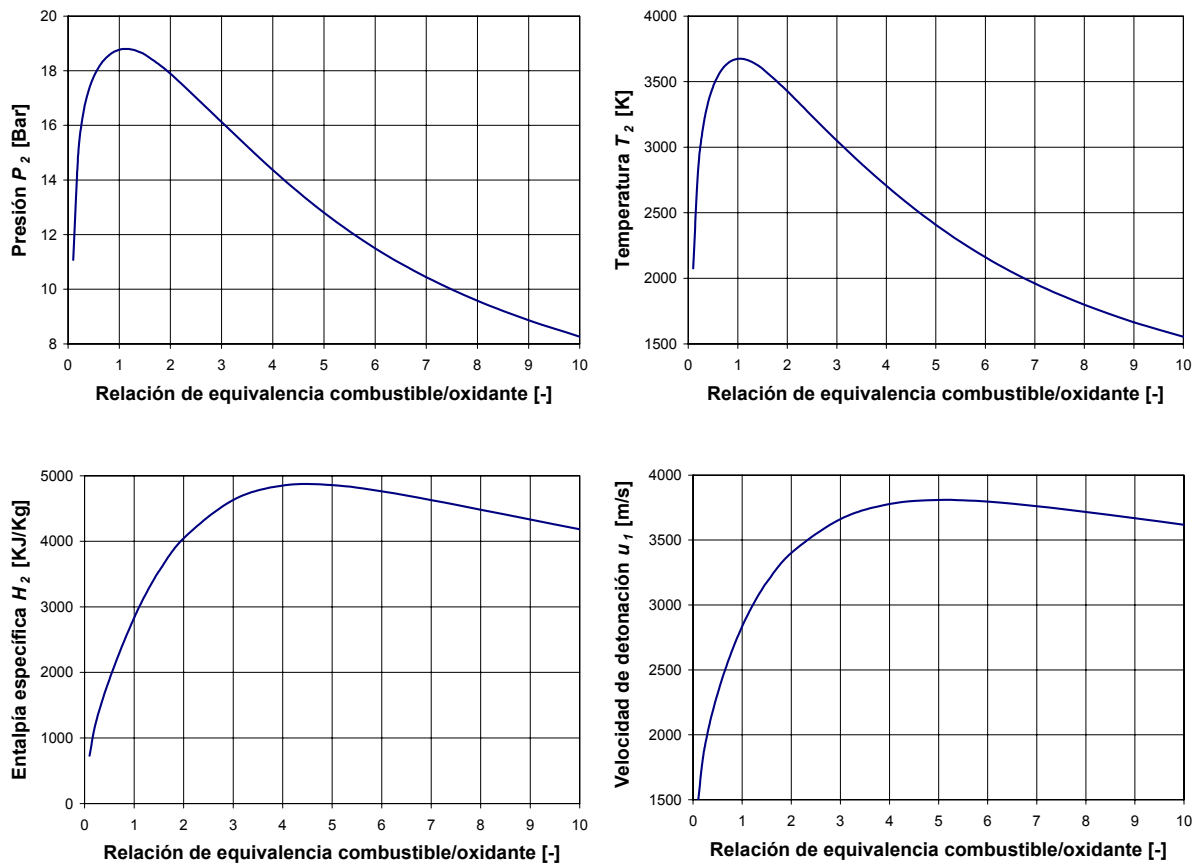 Presión P₂ [Bar]
20
18
16
14
12
10
8
0 1 2 3 4 5 6 7 8 9 10
Relación de equivalencia combustible/oxidante [-]
Temperatura T₂ [K]
4000
3500
3000
2500
2000
1500
0 1 2 3 4 5 6 7 8 9 10
Relación de equivalencia combustible/oxidante [-]
Entalpía específica H₂ [KJ/Kg]
5000
4000
3000
2000
1000
0
0 1 2 3 4 5 6 7 8 9 10
Relación de equivalencia combustible/oxidante [-]
Velocidad de detonación u₁ [m/s]
4000
3500
3000
2500
2000
1500
0 1 2 3 4 5 6 7 8 9 10
Relación de equivalencia combustible/oxidante [-]